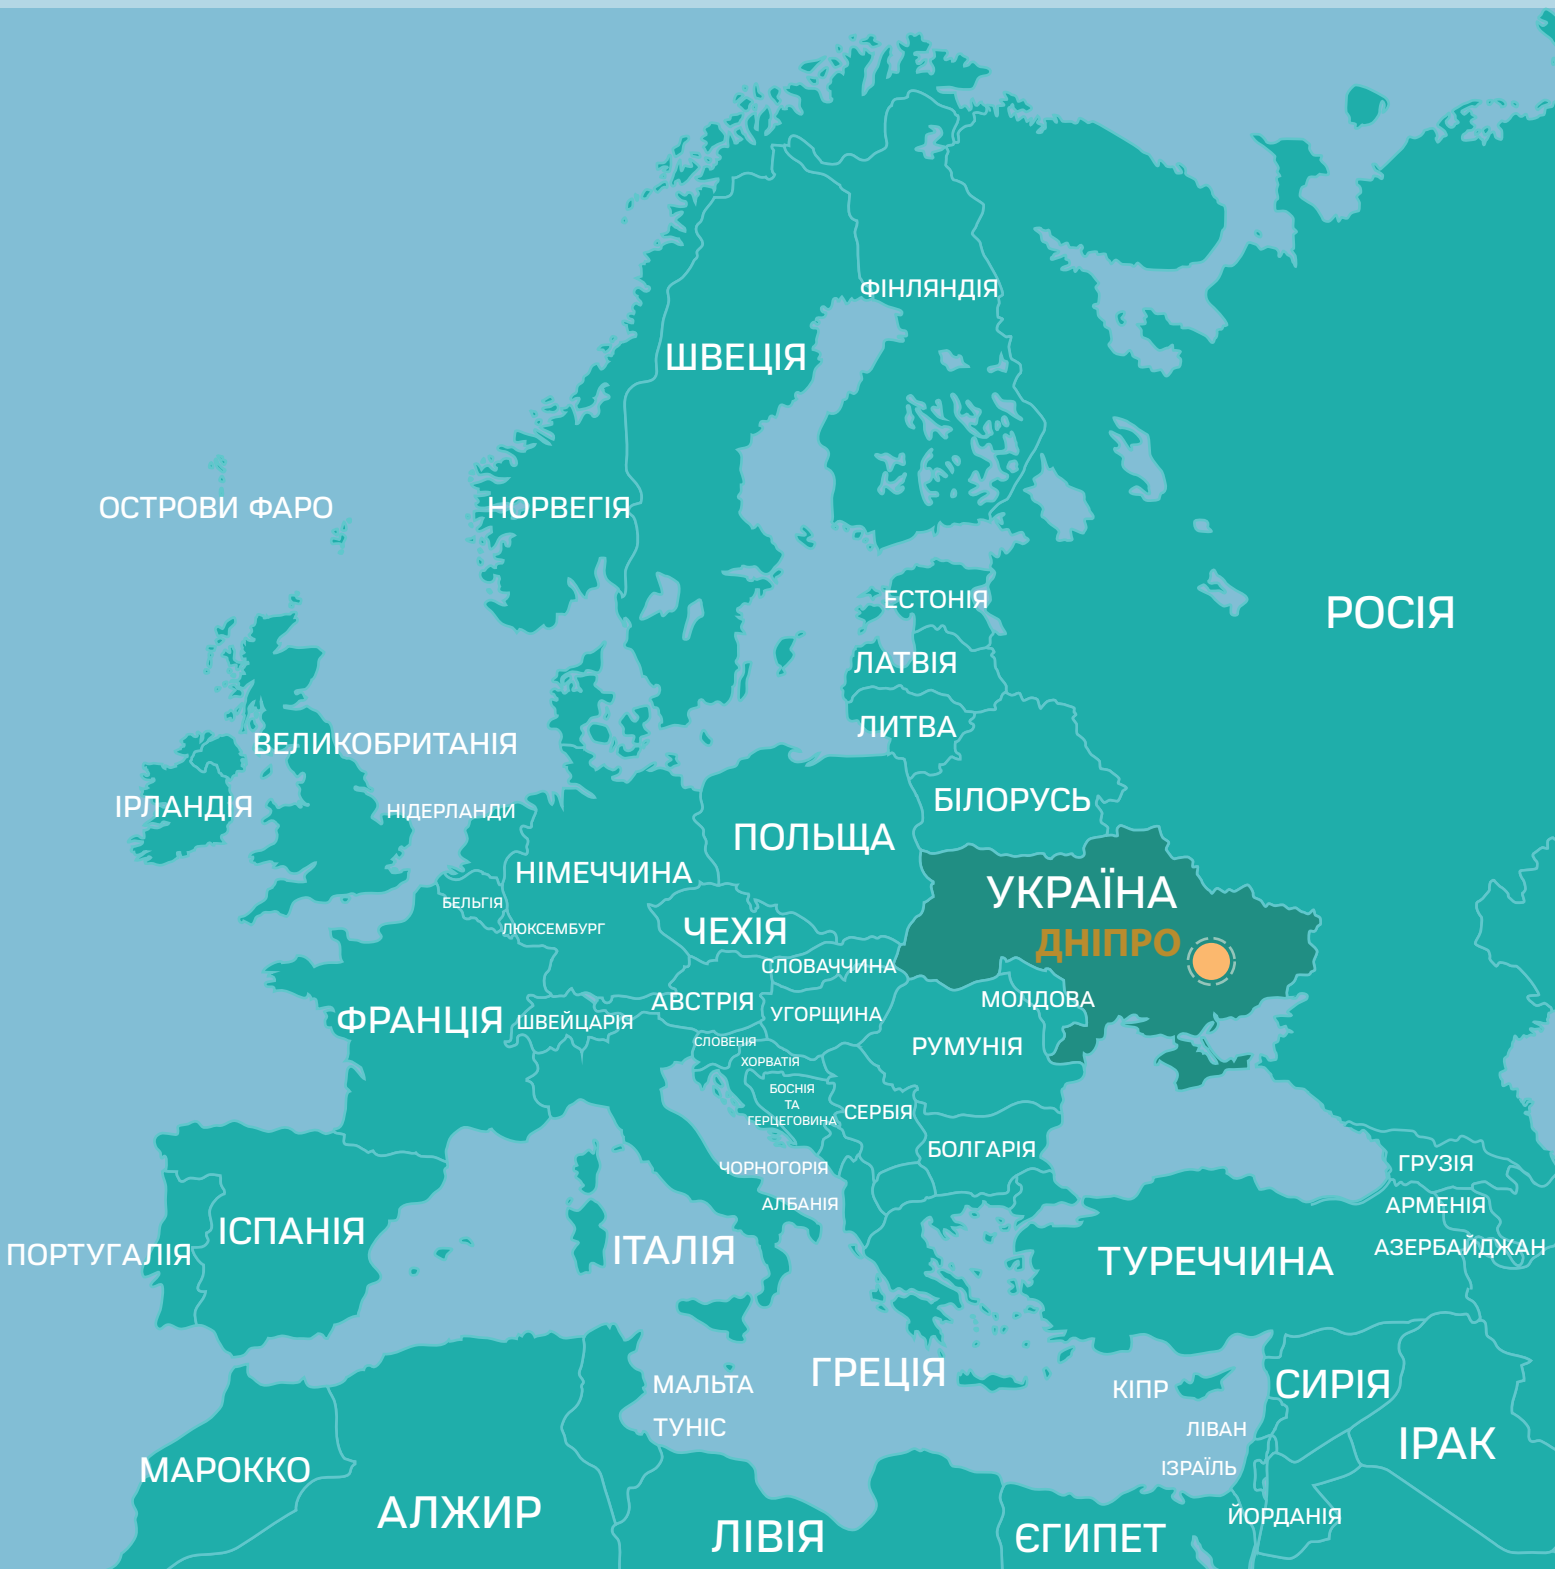 ФІНЛЯНДІЯ
ШВЕЦІЯ
ОСТРОВИ ФАРО
НОРВЕГІЯ
ЕСТОНІЯ
РОСІЯ
ЛАТВІЯ
ЛИТВА
ВЕЛИКОБРИТАНІЯ
БІЛОРУСЬ
ІРЛАНДІЯ
НІДЕРЛАНДИ
ПОЛЬЩА
НІМЕЧЧИНА
УКРАЇНА
БЕЛЬГІЯ
ЛЮКСЕМБУРГ
ЧЕХІЯ
ДНІПРО
СЛОВАЧЧИНА
АВСТРІЯ
МОЛДОВА
УГОРЩИНА
ФРАНЦІЯ
ШВЕЙЦАРІЯ
СЛОВЕНІЯ
РУМУНІЯ
ХОРВАТІЯ
БОСНІЯ
ТА
ГЕРЦЕГОВИНА
СЕРБІЯ
БОЛГАРІЯ
ЧОРНОГОРІЯ
ГРУЗІЯ
АЛБАНІЯ
АРМЕНІЯ
ІСПАНІЯ
ПОРТУГАЛІЯ
ІТАЛІЯ
ТУРЕЧЧИНА
АЗЕРБАЙДЖАН
ГРЕЦІЯ
МАЛЬТА
КІПР
СИРІЯ
ТУНІС
ЛІВАН
ІРАК
МАРОККО
ІЗРАЇЛЬ
АЛЖИР
ЙОРДАНІЯ
ЛІВІЯ
ЄГИПЕТ